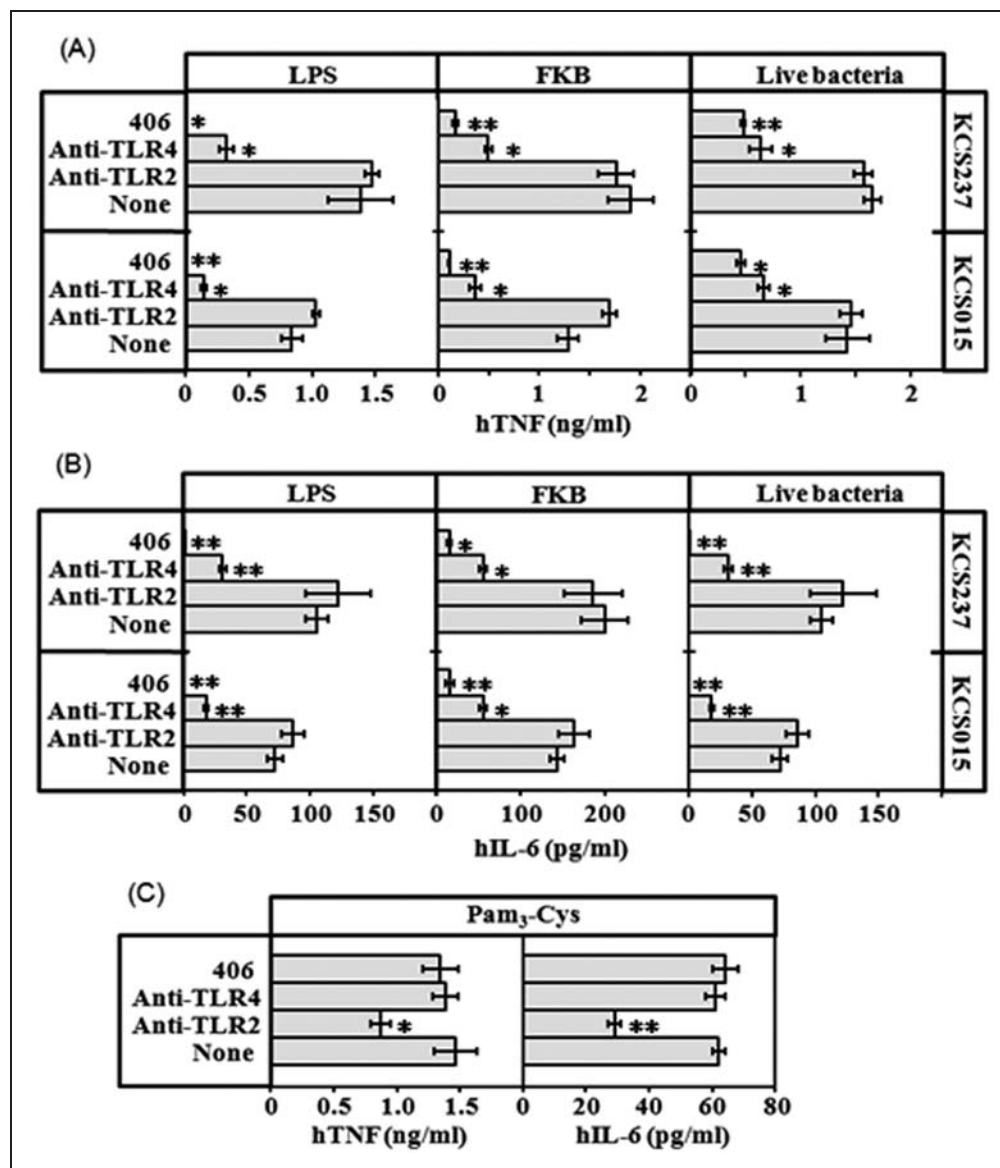 (A)
LPS FKB Live bacteria
406 * ** **
Anti-TLR4 * * *
Anti-TLR2
None
KCS237
406 ** ** *
Anti-TLR4 * * *
Anti-TLR2
None
KCS015
0 0.5 1.0 1.5 0 1 2 0 1 2
hTNF (ng/ml)
(B)
LPS FKB Live bacteria
406 ** * **
Anti-TLR4 ** * **
Anti-TLR2
None
KCS237
406 ** ** **
Anti-TLR4 ** * **
Anti-TLR2
None
KCS015
0 50 100 150 0 100 200 0 50 100 150
hIL-6 (pg/ml)
(C)
Pam₃-Cys
406
Anti-TLR4
Anti-TLR2 * **
None
0 0.5 1.0 1.5 0 20 40 60 80
hTNF (ng/ml) hIL-6 (pg/ml)